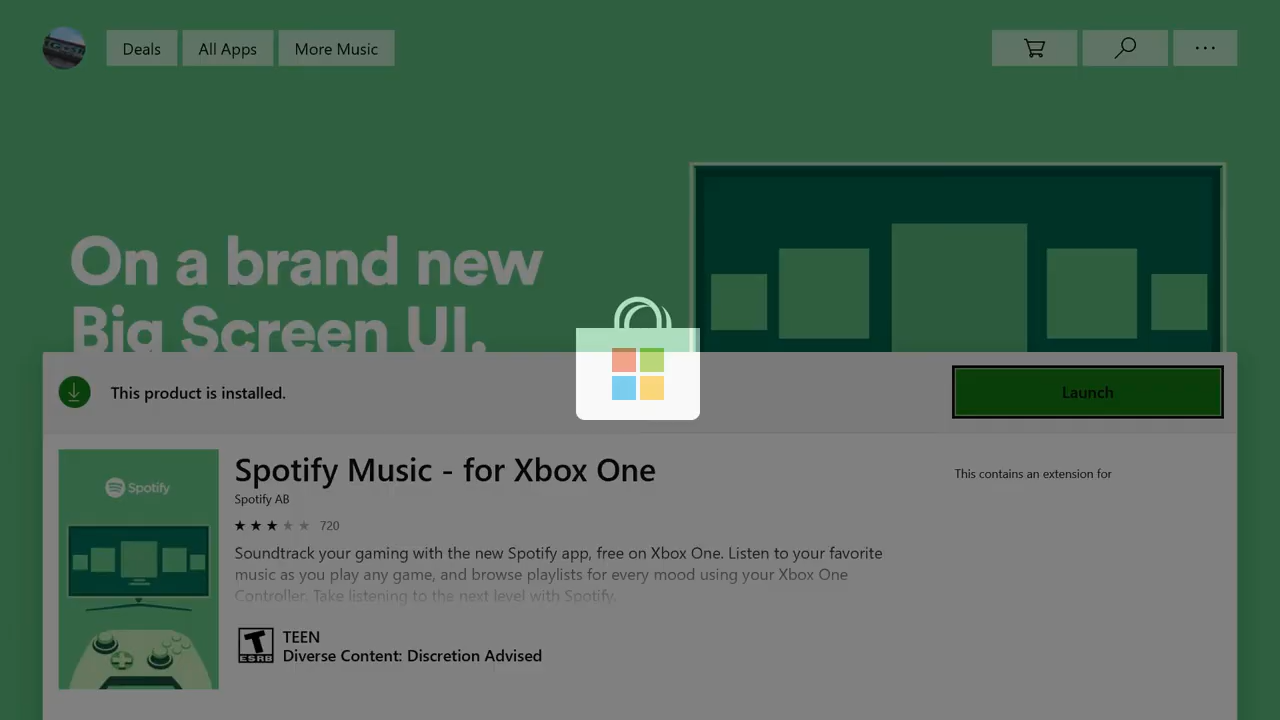 Deals
All Apps
More Music
On a brand new
Big Screen UI.
This product is installed.
Launch
Spotify
Spotify Music - for Xbox One
Spotify AB
720
This contains an extension for
Soundtrack your gaming with the new Spotify app, free on Xbox One. Listen to your favorite
music as you play any game, and browse playlists for every mood using your Xbox One
Controller. Take listening to the next level with Spotify.
T
ESRB
TEEN
Diverse Content: Discretion Advised